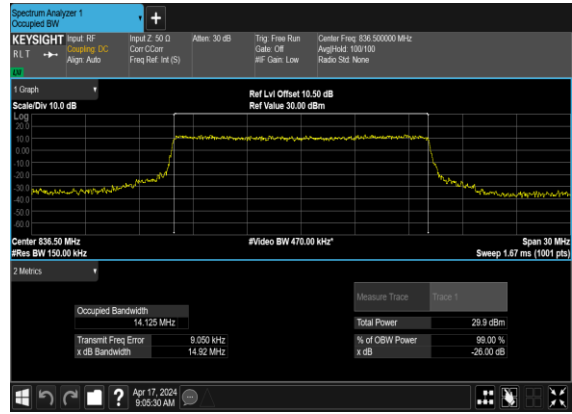 Spectrum Analyzer 1
Occupied BW
+
KEYSIGHT Input: RF Input Z: 50 Ω Atten: 30 dB Trig: Free Run Center Freq: 836.500000 MHz
RLT Coupling: DC Corr CCorr Gate: Off Avg|Hold: 100/100
Align: Auto Freq Ref: Int (S) #IF Gain: Low Radio Std: None
LW
1 Graph
Ref Lvl Offset 10.50 dB
Scale/Div 10.0 dB Ref Value 30.00 dBm
Log
20.0
10.0
0.00
-10.0
-20.0
-30.0
-40.0
-50.0
-60.0
Center 836.50 MHz #Video BW 470.00 kHz* Span 30 MHz
#Res BW 150.00 kHz Sweep 1.67 ms (1001 pts)
2 Metrics
Measure Trace Trace 1
Occupied Bandwidth
14.125 MHz Total Power 29.9 dBm
Transmit Freq Error 9.050 kHz % of OBW Power 99.00 %
x dB Bandwidth 14.92 MHz x dB -26.00 dB
? Apr 17, 2024
9:05:30 AM